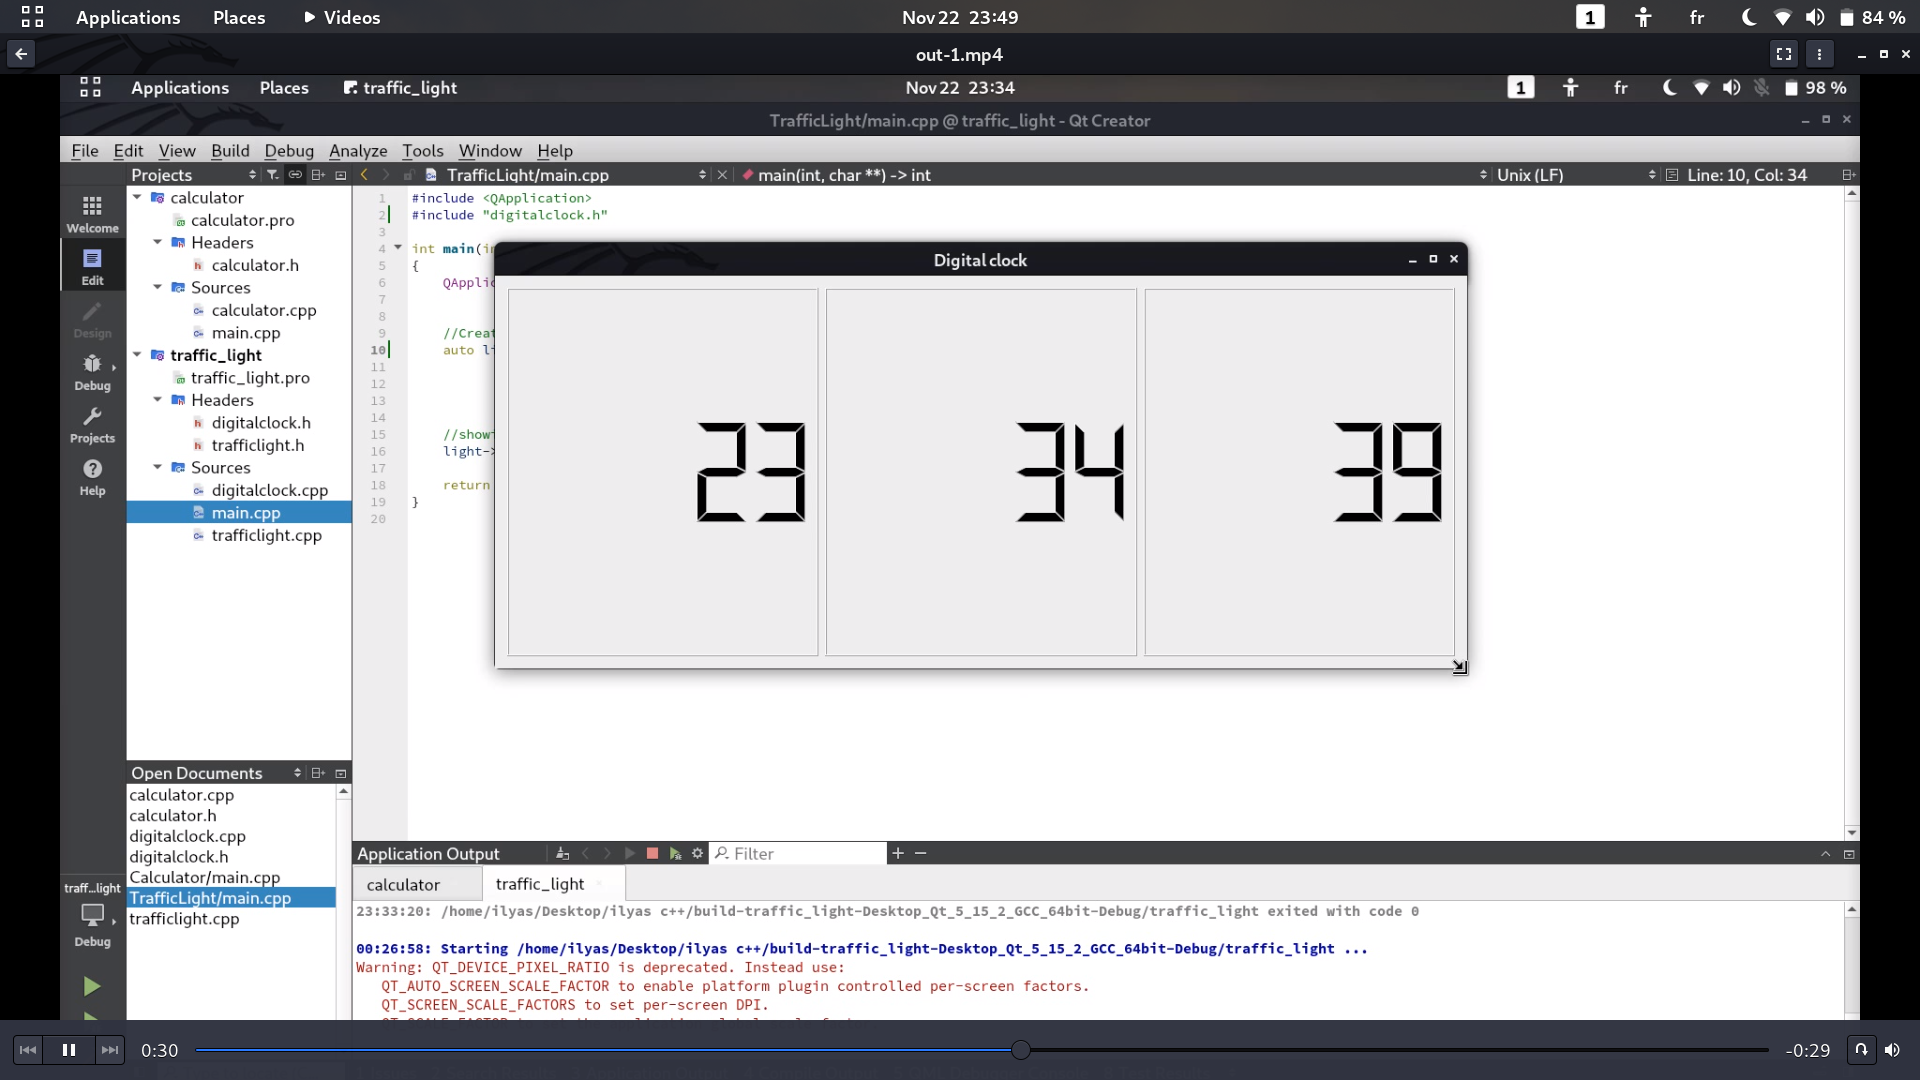 Applications Places Videos Nov 22 23:49 1 fr 84 %
out-1.mp4
Applications Places traffic_light Nov 22 23:34 1 fr 98 %
TrafficLight/main.cpp @ traffic_light - Qt Creator
File Edit View Build Debug Analyze Tools Window Help
Projects TrafficLight/main.cpp main(int, char **) -> int Unix (LF) Line: 10, Col: 34
Welcome
Edit
Design
Debug
Projects
Help
calculator
calculator.pro
Headers
calculator.h
Sources
calculator.cpp
main.cpp
traffic_light
traffic_light.pro
Headers
digitalclock.h
trafficlight.h
Sources
digitalclock.cpp
main.cpp
trafficlight.cpp
1 #include <QApplication>
2 #include "digitalclock.h"
3
4 int main(
5 {
6
7
8
9
10 auto
11
12
13
14
15
16 light->
17
18 return
19 }
20
Digital clock
23 34 39
Open Documents
calculator.cpp
calculator.h
digitalclock.cpp
digitalclock.h
Calculator/main.cpp
TrafficLight/main.cpp
trafficlight.cpp
traff...light
Debug
Application Output Filter
calculator traffic_light
23:33:20: /home/ilyas/Desktop/ilyas c++/build-traffic_light-Desktop_Qt_5_15_2_GCC_64bit-Debug/traffic_light exited with code 0
00:26:58: Starting /home/ilyas/Desktop/ilyas c++/build-traffic_light-Desktop_Qt_5_15_2_GCC_64bit-Debug/traffic_light ...
Warning: QT_DEVICE_PIXEL_RATIO is deprecated. Instead use:
QT_AUTO_SCREEN_SCALE_FACTOR to enable platform plugin controlled per-screen factors.
QT_SCREEN_SCALE_FACTORS to set per-screen DPI.
0:30 -0:29